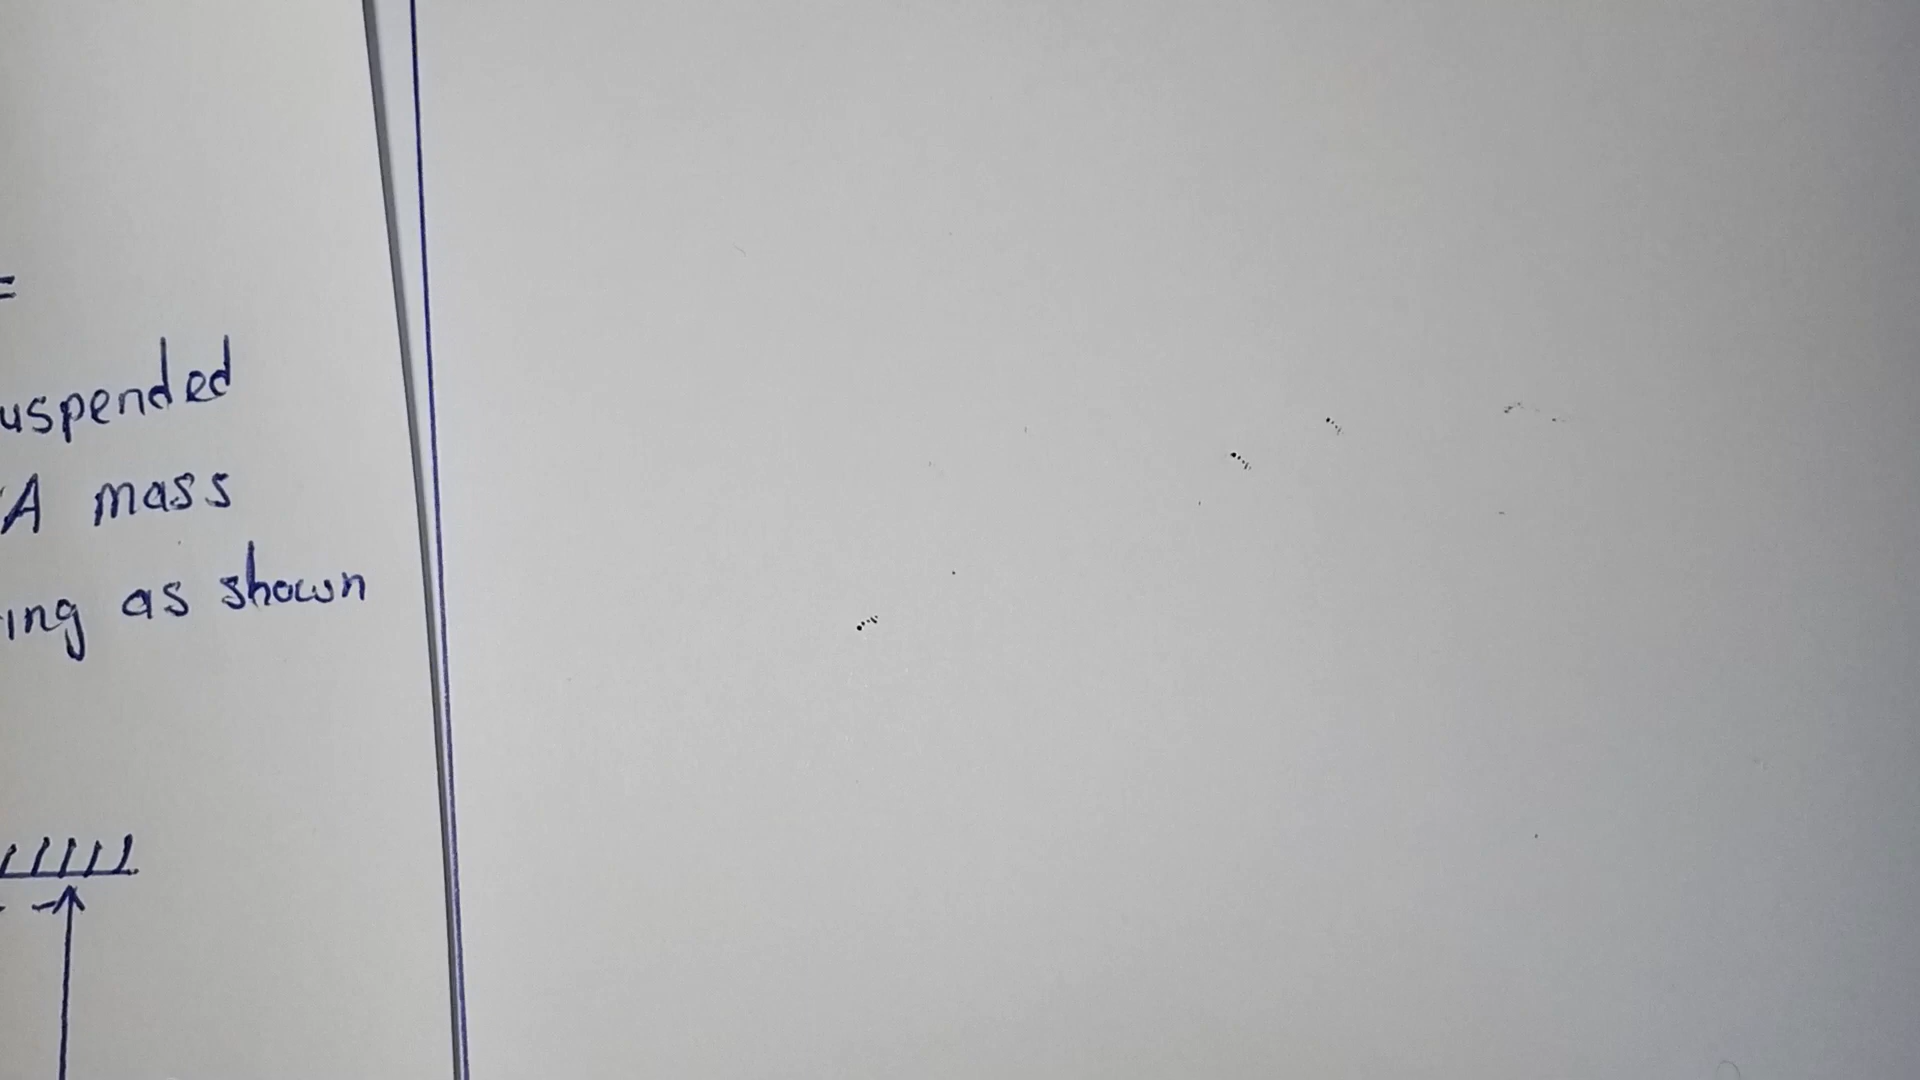 =
uspended
A mass
ing as shown